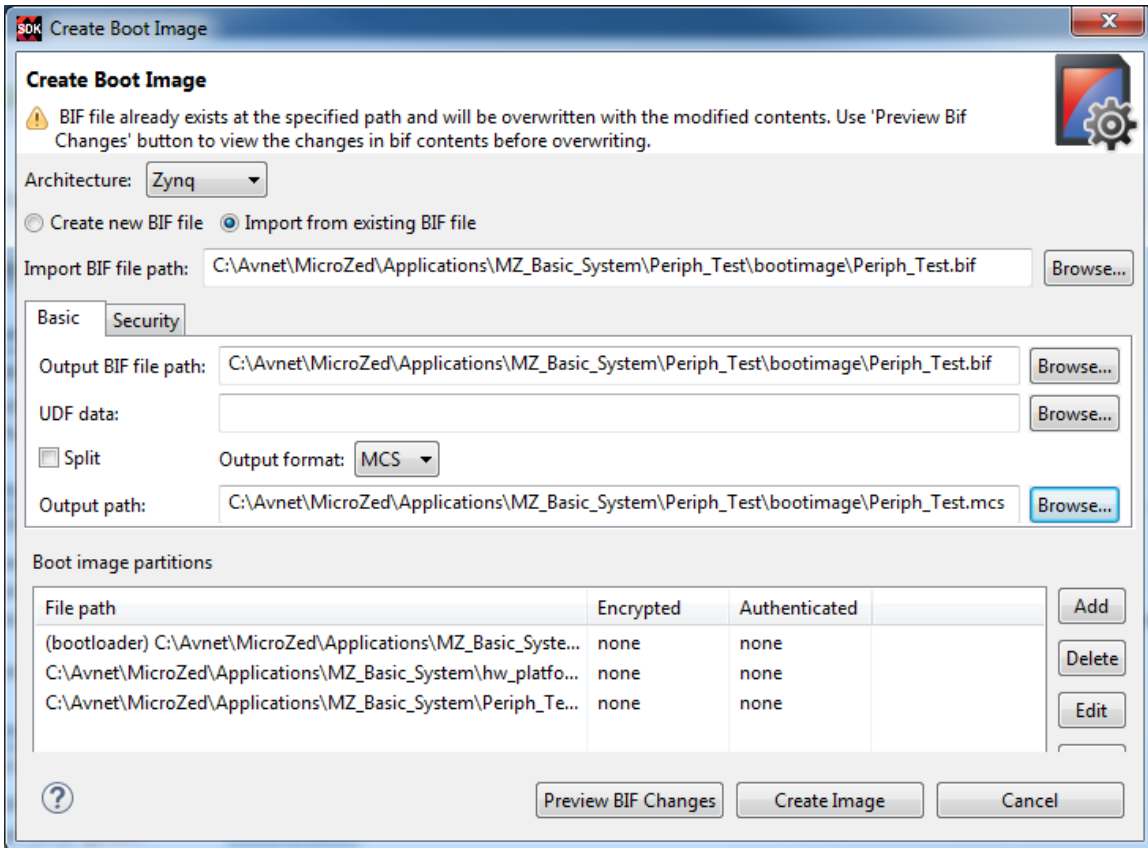 SDK Create Boot Image
X
Create Boot Image
BIF file already exists at the specified path and will be overwritten with the modified contents. Use 'Preview Bif
Changes' button to view the changes in bif contents before overwriting.
Architecture: Zynq
Create new BIF file Import from existing BIF file
Import BIF file path: C:\Avnet\MicroZed\Applications\MZ_Basic_System\Periph_Test\bootimage\Periph_Test.bif Browse...
Basic Security
Output BIF file path: C:\Avnet\MicroZed\Applications\MZ_Basic_System\Periph_Test\bootimage\Periph_Test.bif Browse...
UDF data: Browse...
Split Output format: MCS
Output path: C:\Avnet\MicroZed\Applications\MZ_Basic_System\Periph_Test\bootimage\Periph_Test.mcs Browse...
Boot image partitions
File path Encrypted Authenticated Add
(bootloader) C:\Avnet\MicroZed\Applications\MZ_Basic_Syste... none none
C:\Avnet\MicroZed\Applications\MZ_Basic_System\hw_platfo... none none Delete
C:\Avnet\MicroZed\Applications\MZ_Basic_System\Periph_Te... none none Edit
? Preview BIF Changes Create Image Cancel